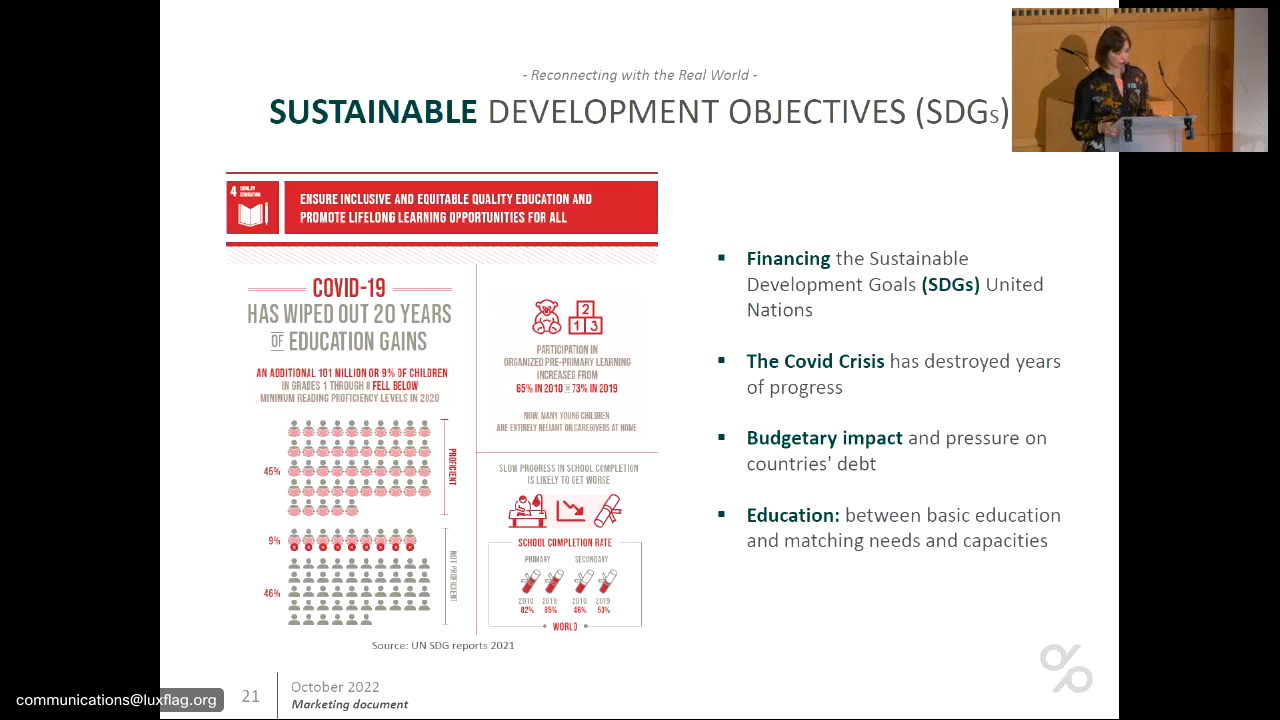 - Reconnecting with the Real World -
SUSTAINABLE DEVELOPMENT OBJECTIVES (SDGs)
4 QUALITY
EDUCATION
ENSURE INCLUSIVE AND EQUITABLE QUALITY EDUCATION AND
PROMOTE LIFELONG LEARNING OPPORTUNITIES FOR ALL
COVID-19
HAS WIPED OUT 20 YEARS
OF EDUCATION GAINS
AN ADDITIONAL 101 MILLION OR 9% OF CHILDREN
IN GRADES 1 THROUGH 8 FELL BELOW
MINIMUM READING PROFICIENCY LEVELS IN 2020
45%
PROFICIENT
9%
46%
NOT PROFICIENT
2
1 3
PARTICIPATION IN
ORGANIZED PRE-PRIMARY LEARNING
INCREASED FROM
65% IN 2010 TO 73% IN 2019
NOW, MANY YOUNG CHILDREN
ARE ENTIRELY RELIANT ON CAREGIVERS AT HOME
SLOW PROGRESS IN SCHOOL COMPLETION
IS LIKELY TO GET WORSE
SCHOOL COMPLETION RATE
PRIMARY SECONDARY
2010 2019 2010 2019
82% 85% 46% 53%
WORLD
Source: UN SDG reports 2021
▪ Financing the Sustainable
Development Goals (SDGs) United
Nations
▪ The Covid Crisis has destroyed years
of progress
▪ Budgetary impact and pressure on
countries' debt
▪ Education: between basic education
and matching needs and capacities
21
October 2022
Marketing document
communications@luxflag.org